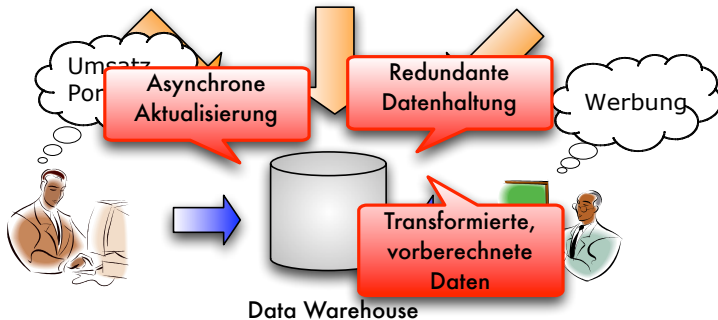 Umsatz
Asynchrone
Aktualisierung
Redundante
Datenhaltung
Werbung
Transformierte,
vorberechnete
Daten
Data Warehouse